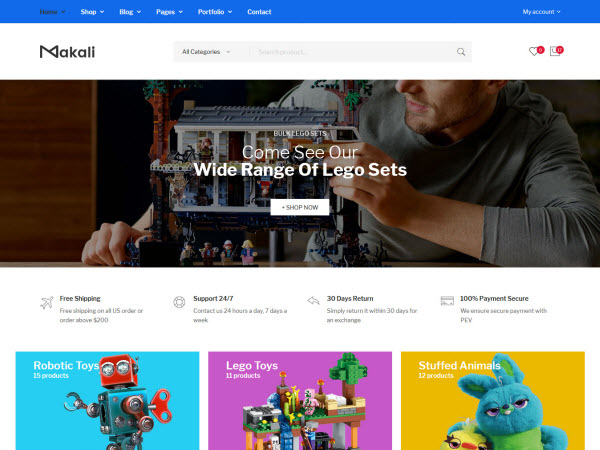 Home Shop Blog Pages Portfolio Contact My account
Makali
All Categories Search product...
BULK LEGO SETS
Come See Our
Wide Range Of Lego Sets
+ SHOP NOW
Free Shipping
Free shipping on all US order or
order above $200
Support 24/7
Contact us 24 hours a day, 7 days a
week
30 Days Return
Simply return it within 30 days for
an exchange
100% Payment Secure
We ensure secure payment with
PEV
Robotic Toys
15 products
Lego Toys
11 products
Stuffed Animals
12 products